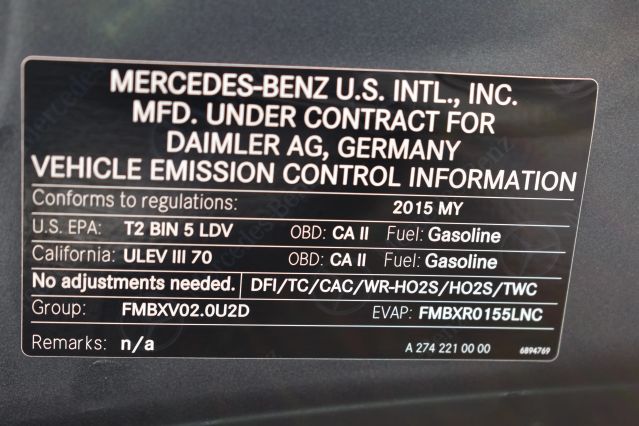 MERCEDES-BENZ U.S. INTL., INC.
MFD. UNDER CONTRACT FOR
DAIMLER AG, GERMANY
VEHICLE EMISSION CONTROL INFORMATION
Conforms to regulations: 2015 MY
U.S. EPA: T2 BIN 5 LDV OBD: CA II Fuel: Gasoline
California: ULEV III 70 OBD: CA II Fuel: Gasoline
No adjustments needed. DFI/TC/CAC/WR-HO2S/HO2S/TWC
Group: FMBXV02.0U2D EVAP: FMBXR0155LNC
Remarks: n/a A 274 221 00 00 6894769